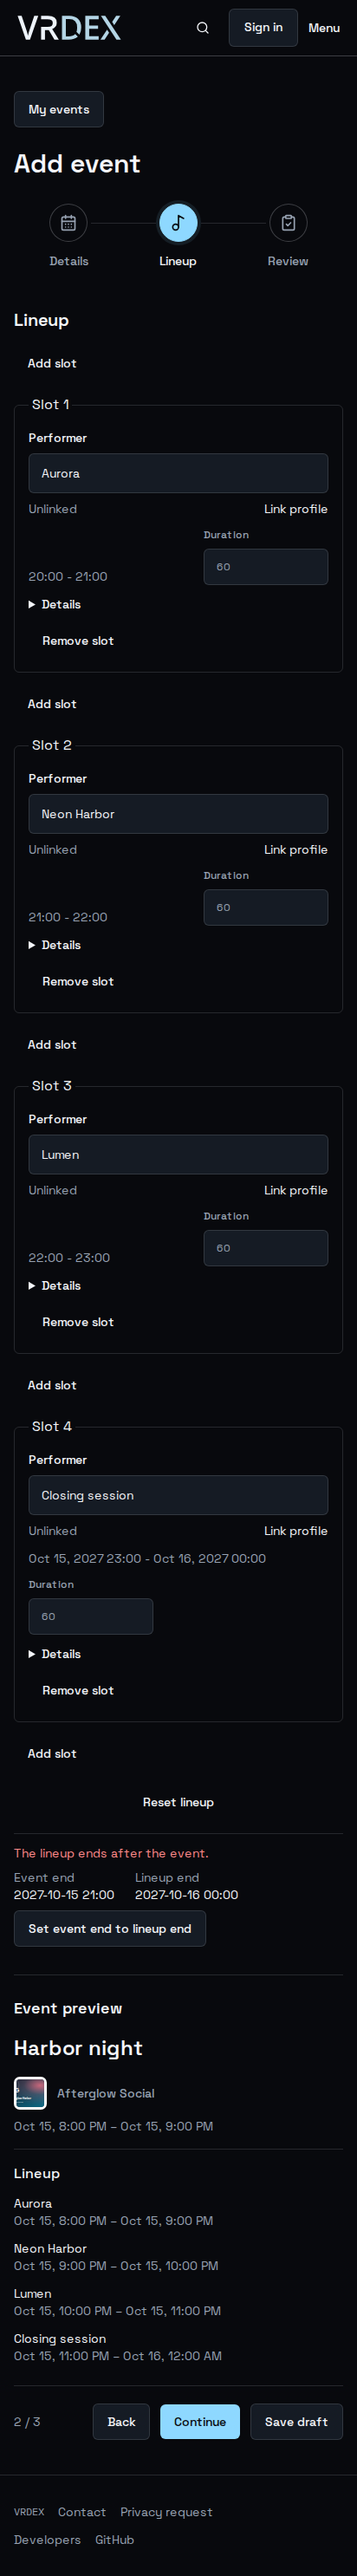 VRDEX
Sign in
Menu
My events
Add event
Details
Lineup
Review
Lineup
Add slot
Slot 1
Performer
Aurora
Unlinked
Link profile
Duration
20:00 - 21:00
60
Details
Remove slot
Add slot
Slot 2
Performer
Neon Harbor
Unlinked
Link profile
Duration
21:00 - 22:00
60
Details
Remove slot
Add slot
Slot 3
Performer
Lumen
Unlinked
Link profile
Duration
22:00 - 23:00
60
Details
Remove slot
Add slot
Slot 4
Performer
Closing session
Unlinked
Link profile
Oct 15, 2027 23:00 - Oct 16, 2027 00:00
Duration
60
Details
Remove slot
Add slot
Reset lineup
The lineup ends after the event.
Event end
Lineup end
2027-10-15 21:00
2027-10-16 00:00
Set event end to lineup end
Event preview
Harbor night
Afterglow Social
Oct 15, 8:00 PM – Oct 15, 9:00 PM
Lineup
Aurora
Oct 15, 8:00 PM – Oct 15, 9:00 PM
Neon Harbor
Oct 15, 9:00 PM – Oct 15, 10:00 PM
Lumen
Oct 15, 10:00 PM – Oct 15, 11:00 PM
Closing session
Oct 15, 11:00 PM – Oct 16, 12:00 AM
2 / 3
Back
Continue
Save draft
VRDEX
Contact
Privacy request
Developers
GitHub